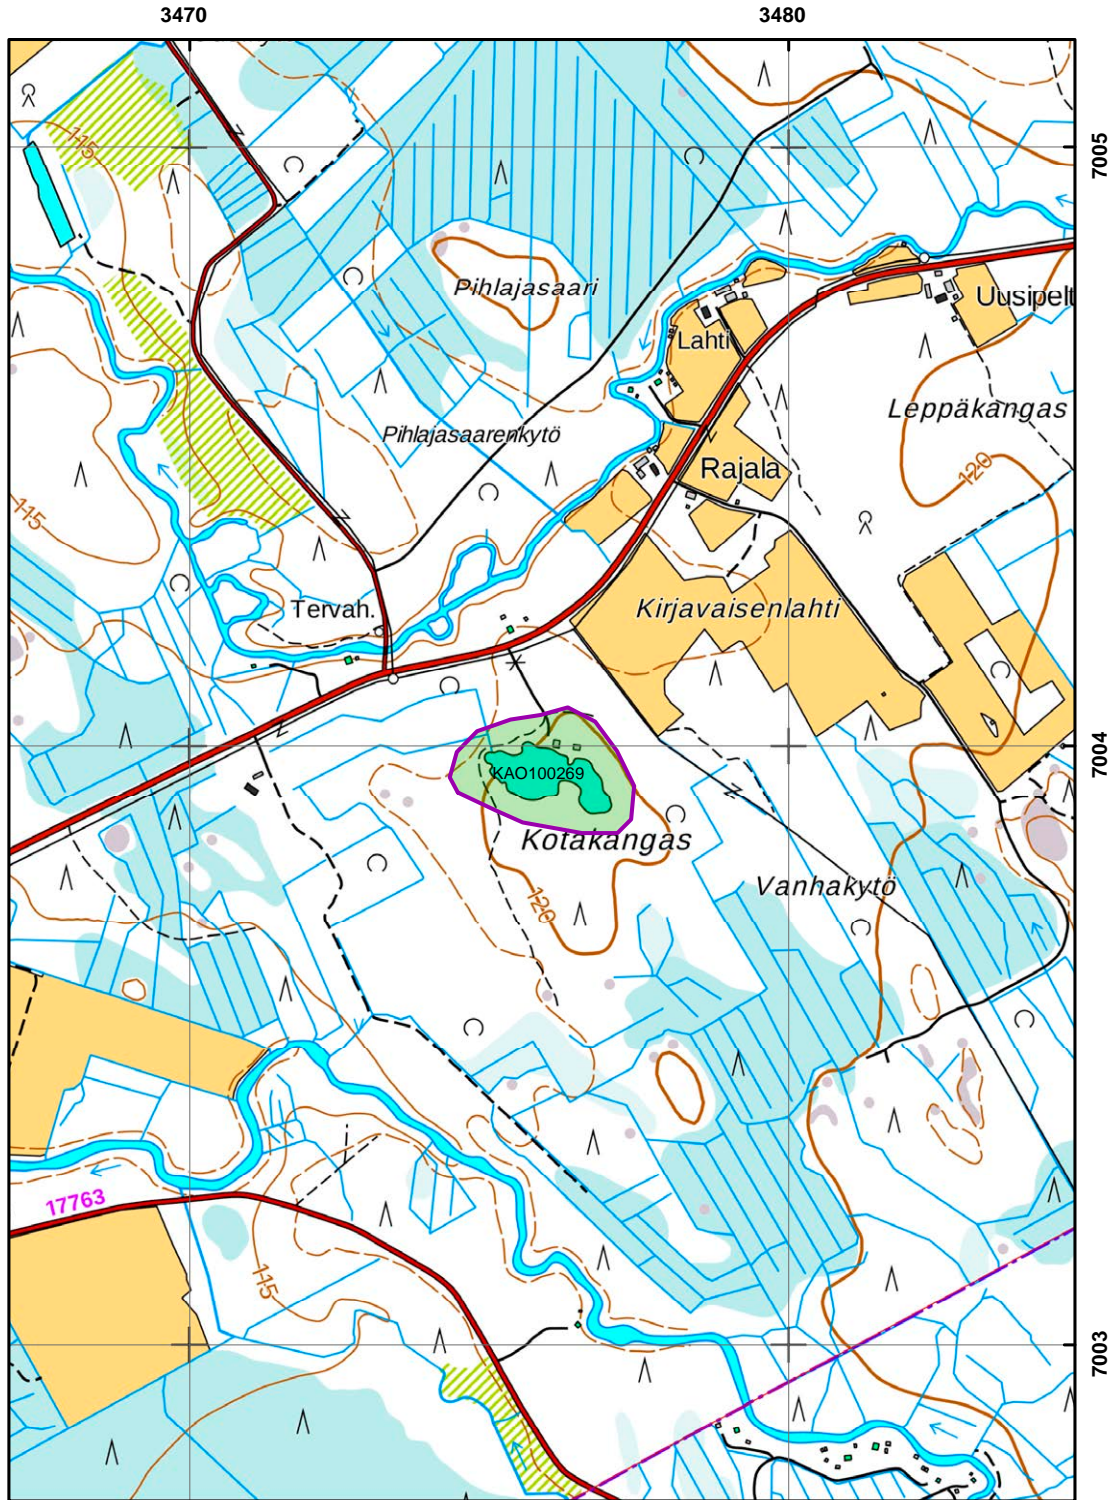 3470 3480
7005
115
Pihlajasaari
Uusipelt
Lahti
Leppäkangas
Pihlajasaarenkytö
Rajala
120
115
Tervah.
Kirjavaisenlahti
7004
KAO100269
Kotakangas
Vanhakytö
120
17763
115
7003